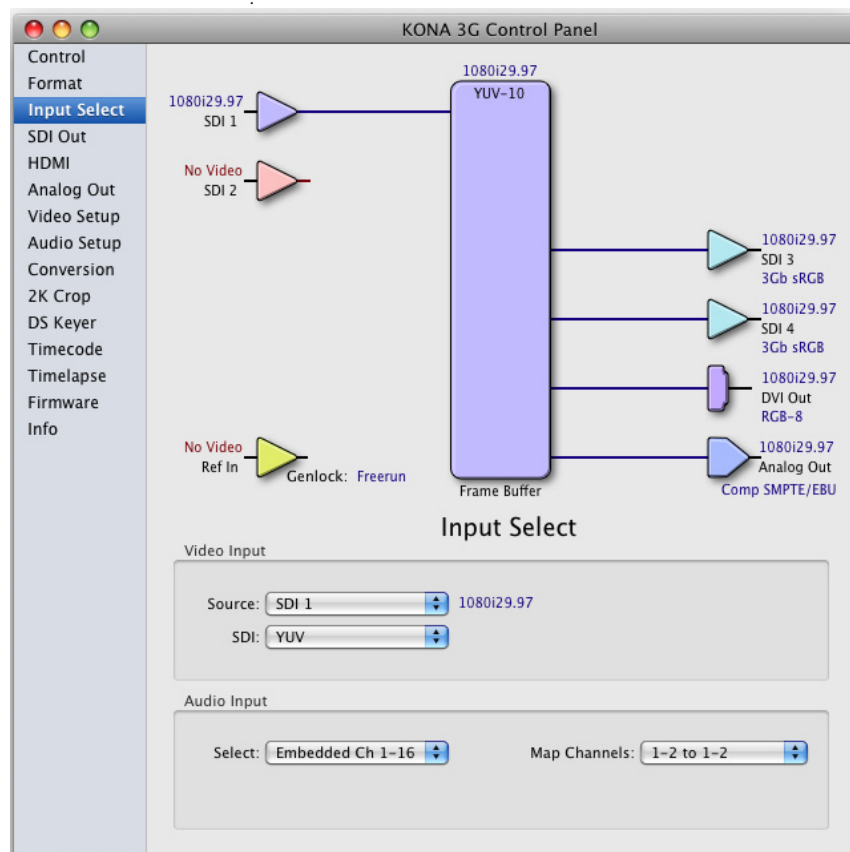 KONA 3G Control Panel
Control
Format
Input Select
SDI Out
HDMI
Analog Out
Video Setup
Audio Setup
Conversion
2K Crop
DS Keyer
Timecode
Timelapse
Firmware
Info
1080i29.97
YUV-10
1080i29.97
SDI 1
No Video
SDI 2
1080i29.97
SDI 3
3Gb sRGB
1080i29.97
SDI 4
3Gb sRGB
1080i29.97
DVI Out
RGB-8
No Video
Ref In
Genlock: Freerun
1080i29.97
Analog Out
Comp SMPTE/EBU
Frame Buffer
Input Select
Video Input
Source: SDI 1 1080i29.97
SDI: YUV
Audio Input
Select: Embedded Ch 1-16 Map Channels: 1-2 to 1-2